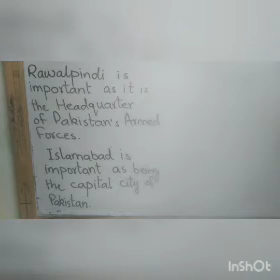 Rawalpindi is
important as it is
the Headquarter
of Pakistan's Armed
Forces.
Islamabad is
important as being
the capital city of
Pakistan.
InShOt